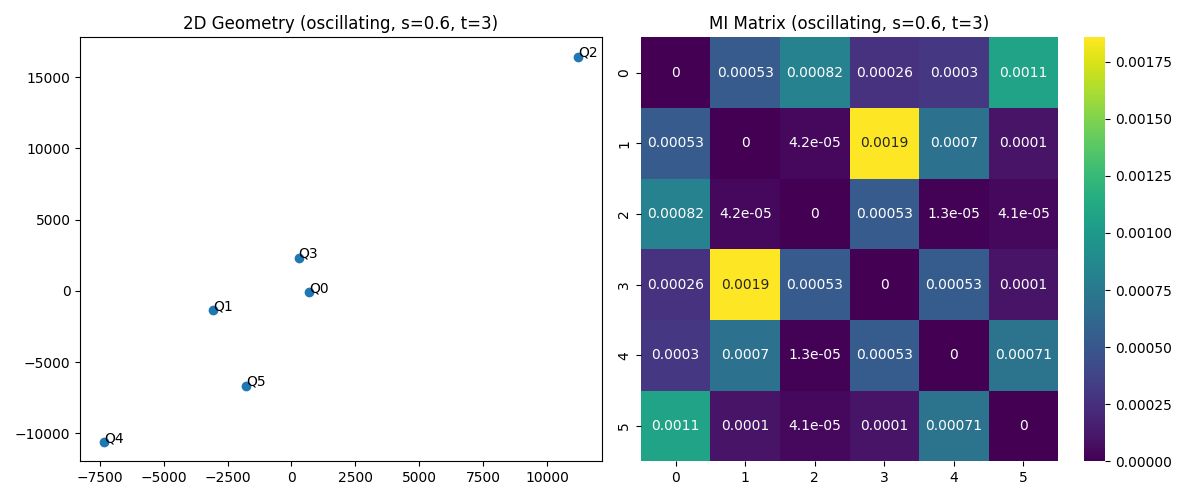 2D Geometry (oscillating, s=0.6, t=3)
15000
10000
5000
0
−5000
−10000
−7500 −5000 −2500 0 2500 5000 7500 10000
Q2
Q3
Q0
Q1
Q5
Q4
MI Matrix (oscillating, s=0.6, t=3)
0 0 0.00053 0.00082 0.00026 0.0003 0.0011
1 0.00053 0 4.2e-05 0.0019 0.0007 0.0001
2 0.00082 4.2e-05 0 0.00053 1.3e-05 4.1e-05
3 0.00026 0.0019 0.00053 0 0.00053 0.0001
4 0.0003 0.0007 1.3e-05 0.00053 0 0.00071
5 0.0011 0.0001 4.1e-05 0.0001 0.00071 0
0 1 2 3 4 5
0.00175
0.00150
0.00125
0.00100
0.00075
0.00050
0.00025
0.00000